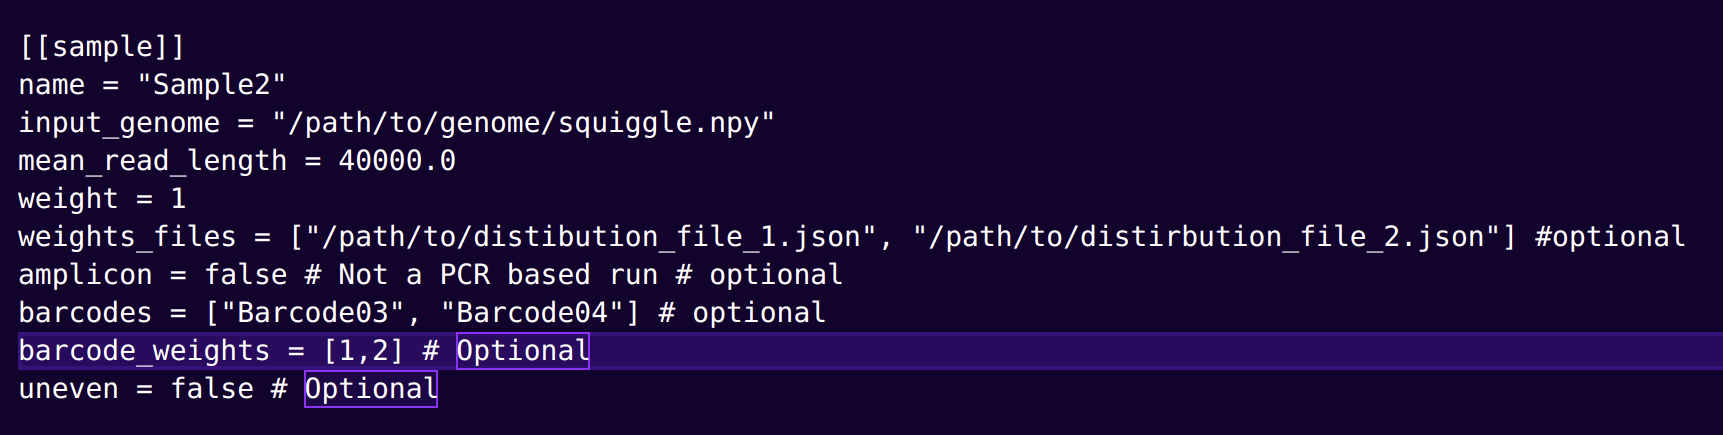 [[sample]]
name = "Sample2"
input_genome = "/path/to/genome/squiggle.npy"
mean_read_length = 40000.0
weight = 1
weights_files = ["/path/to/distibution_file_1.json", "/path/to/distirbution_file_2.json"] #optional
amplicon = false # Not a PCR based run # optional
barcodes = ["Barcode03", "Barcode04"] # optional
barcode_weights = [1,2] # Optional
uneven = false # Optional